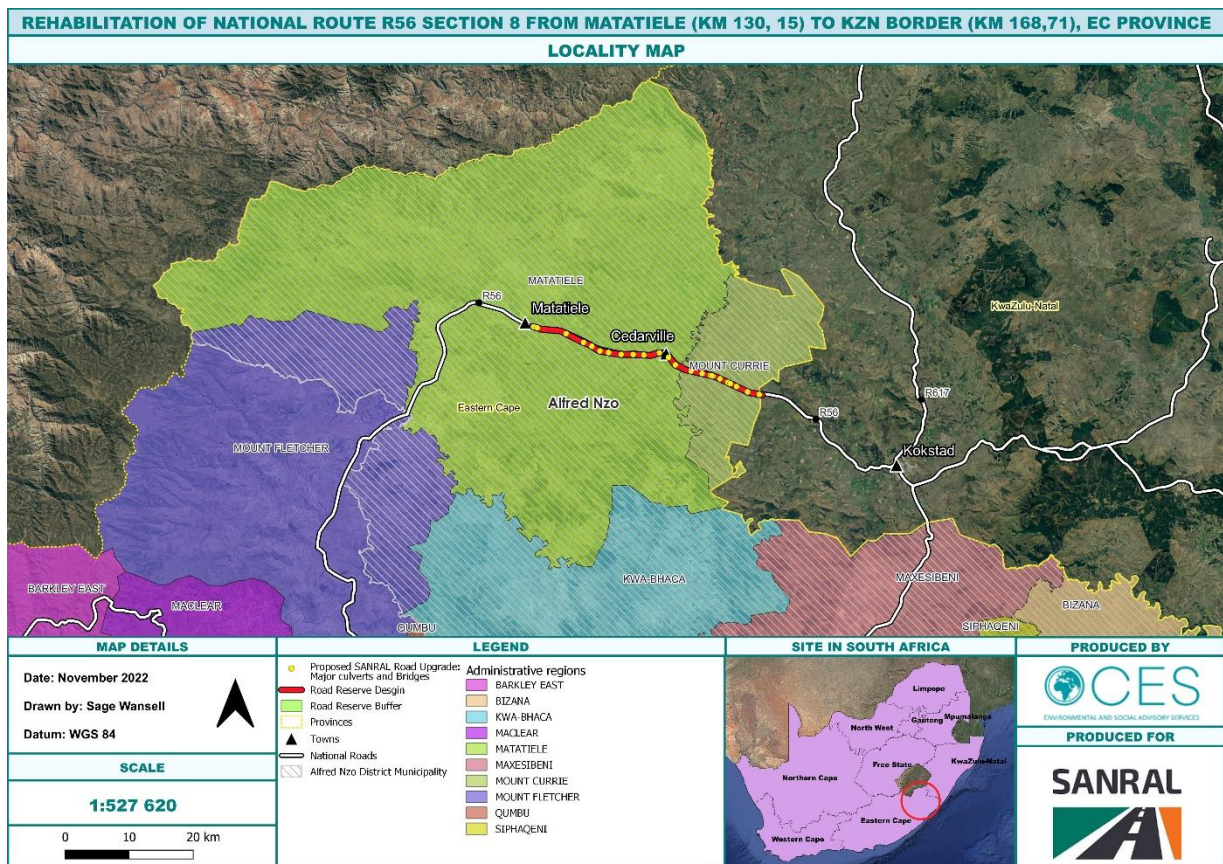 REHABILITATION OF NATIONAL ROUTE R56 SECTION 8 FROM MATATIELE (KM 130, 15) TO KZN BORDER (KM 168,71), EC PROVINCE
LOCALITY MAP
MATATIELE
R56
Matatiele
KwaZulu-Natal
Cedarville
MOUNT CURRIE
Eastern Cape
Alfred Nzo
R617
R56
MOUNT FLETCHER
Kokstad
BARKLEY EAST
MACLEAR
QUMBU
KWA-BHACA
MAXESIBENI
BIZANA
SIPHAQENI
MAP DETAILS
Date: November 2022
Drawn by: Sage Wansell
Datum: WGS 84
SCALE
1:527 620
0 10 20 km
LEGEND
Proposed SANRAL Road Upgrade:
Major culverts and Bridges
Road Reserve Desgin
Road Reserve Buffer
Provinces
Towns
National Roads
Alfred Nzo District Municipality
Administrative regions
BARKLEY EAST
BIZANA
KWA-BHACA
MACLEAR
MATATIELE
MAXESIBENI
MOUNT CURRIE
MOUNT FLETCHER
QUMBU
SIPHAQENI
SITE IN SOUTH AFRICA
Limpopo
Gauteng
Mpumalanga
North West
Free State
KwaZulu-Natal
Northern Cape
Eastern Cape
Western Cape
PRODUCED BY
CES
ENVIRONMENTAL AND SOCIAL ADVISORY SERVICES
PRODUCED FOR
SANRAL